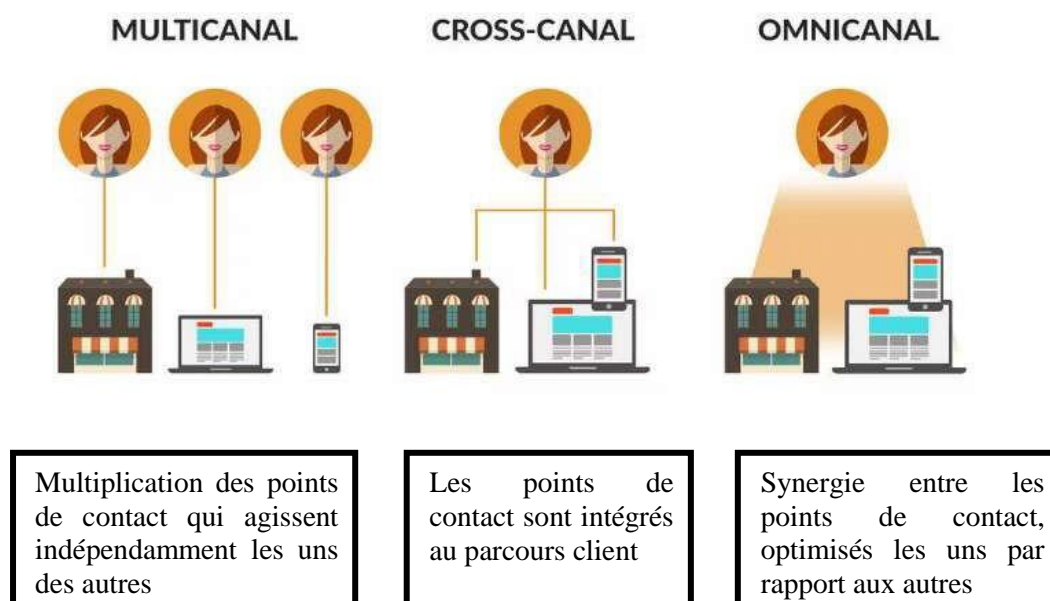 MULTICANAL
CROSS-CANAL
OMNICANAL
Multiplication des points
de contact qui agissent
indépendamment les uns
des autres
Les points de
contact sont intégrés
au parcours client
Synergie entre les
points de contact,
optimisés les uns par
rapport aux autres